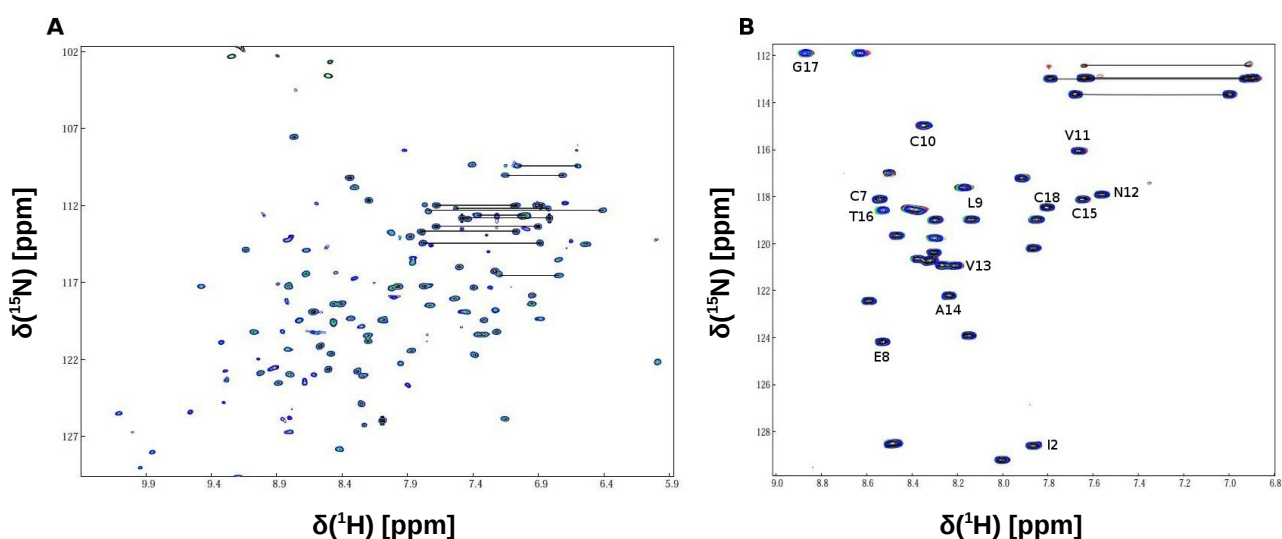 A
102
107
112
117
122
127
9.9 9.4 8.9 8.4 7.9 7.4 6.9 6.4 5.9
δ(¹⁵N) [ppm]
δ(¹H) [ppm]
B
112
114
116
118
120
122
124
126
128
9.0 8.8 8.6 8.4 8.2 8.0 7.8 7.6 7.4 7.2 7.0 6.8
δ(¹⁵N) [ppm]
δ(¹H) [ppm]
G17
C10
V11
C7
T16
L9
C18
C15
N12
V13
A14
E8
I2